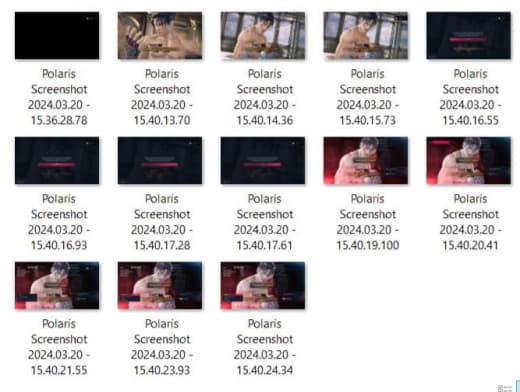 Polaris Polaris Polaris Polaris Polaris
Screenshot Screenshot Screenshot Screenshot Screenshot
2024.03.20 - 2024.03.20 - 2024.03.20 - 2024.03.20 - 2024.03.20 -
15.36.28.78 15.40.13.70 15.40.14.36 15.40.15.73 15.40.16.55
Polaris Polaris Polaris Polaris Polaris
Screenshot Screenshot Screenshot Screenshot Screenshot
2024.03.20 - 2024.03.20 - 2024.03.20 - 2024.03.20 - 2024.03.20 -
15.40.16.93 15.40.17.28 15.40.17.61 15.40.19.100 15.40.20.41
Polaris Polaris Polaris
Screenshot Screenshot Screenshot
2024.03.20 - 2024.03.20 - 2024.03.20 -
15.40.21.55 15.40.23.93 15.40.24.34